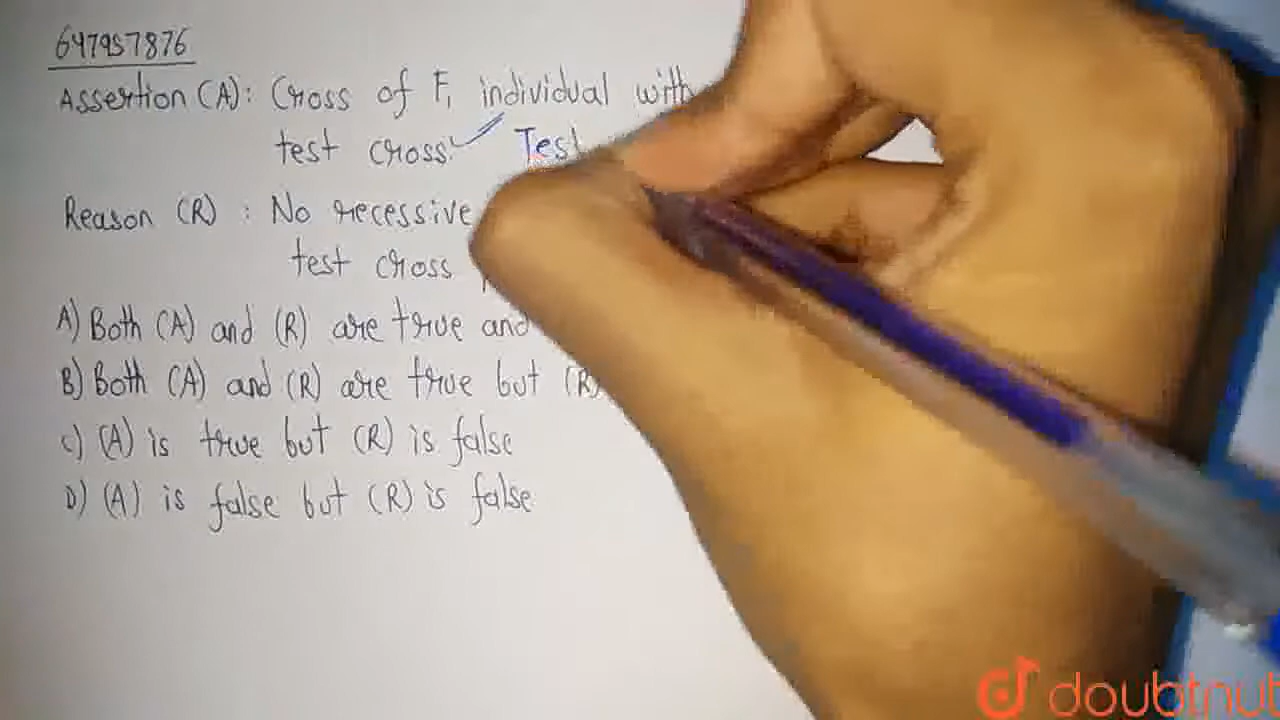 647957876
Assertion (A): Cross of F₁ individual with
test cross. Test
Reason (R) : No recessive
test cross
A) Both (A) and (R) are true and
B) Both (A) and (R) are true but (R)
C) (A) is true but (R) is false
D) (A) is false but (R) is false
doubtnut